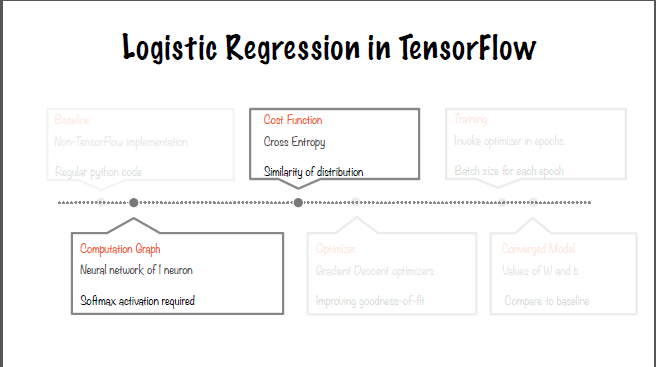 Logistic Regression in TensorFlow
Baseline
Non-TensorFlow implementation
Regular python code
Cost Function
Cross Entropy
Similarity of distribution
Training
Invoke optimizer in epochs
Batch size for each epoch
Computation Graph
Neural network of 1 neuron
Softmax activation required
Optimizer
Gradient Descent optimizers
Improving goodness-of-fit
Converged Model
Values of W and b
Compare to baseline